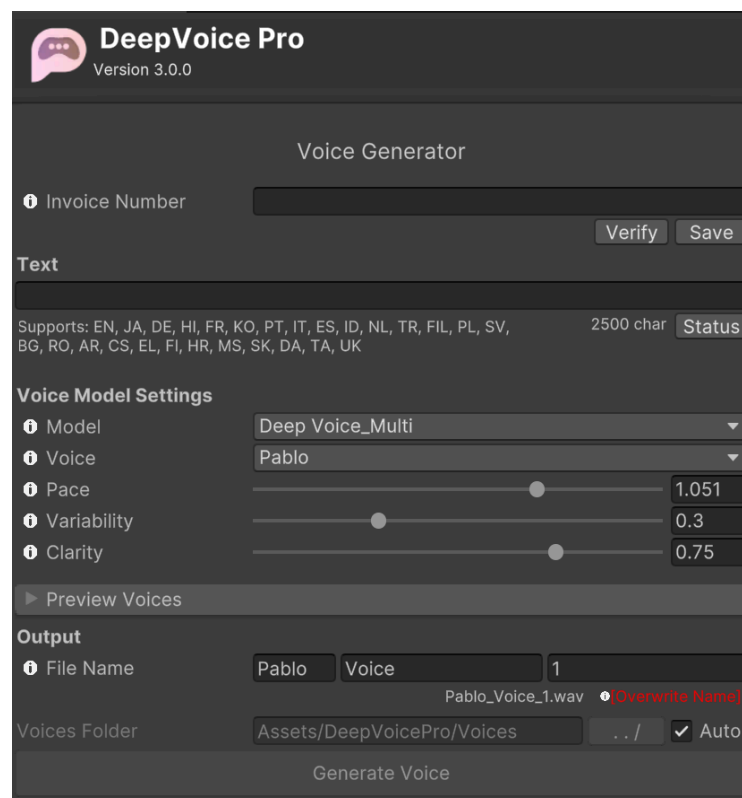 DeepVoice Pro
Version 3.0.0
Voice Generator
Invoice Number
Verify Save
Text
Supports: EN, JA, DE, HI, FR, KO, PT, IT, ES, ID, NL, TR, FIL, PL, SV, 2500 char Status
BG, RO, AR, CS, EL, FI, HR, MS, SK, DA, TA, UK
Voice Model Settings
Model Deep Voice_Multi
Voice Pablo
Pace 1.051
Variability 0.3
Clarity 0.75
Preview Voices
Output
File Name Pablo Voice 1
Pablo_Voice_1.wav [Overwrite Name]
Voices Folder Assets/DeepVoicePro/Voices ../ Auto
Generate Voice